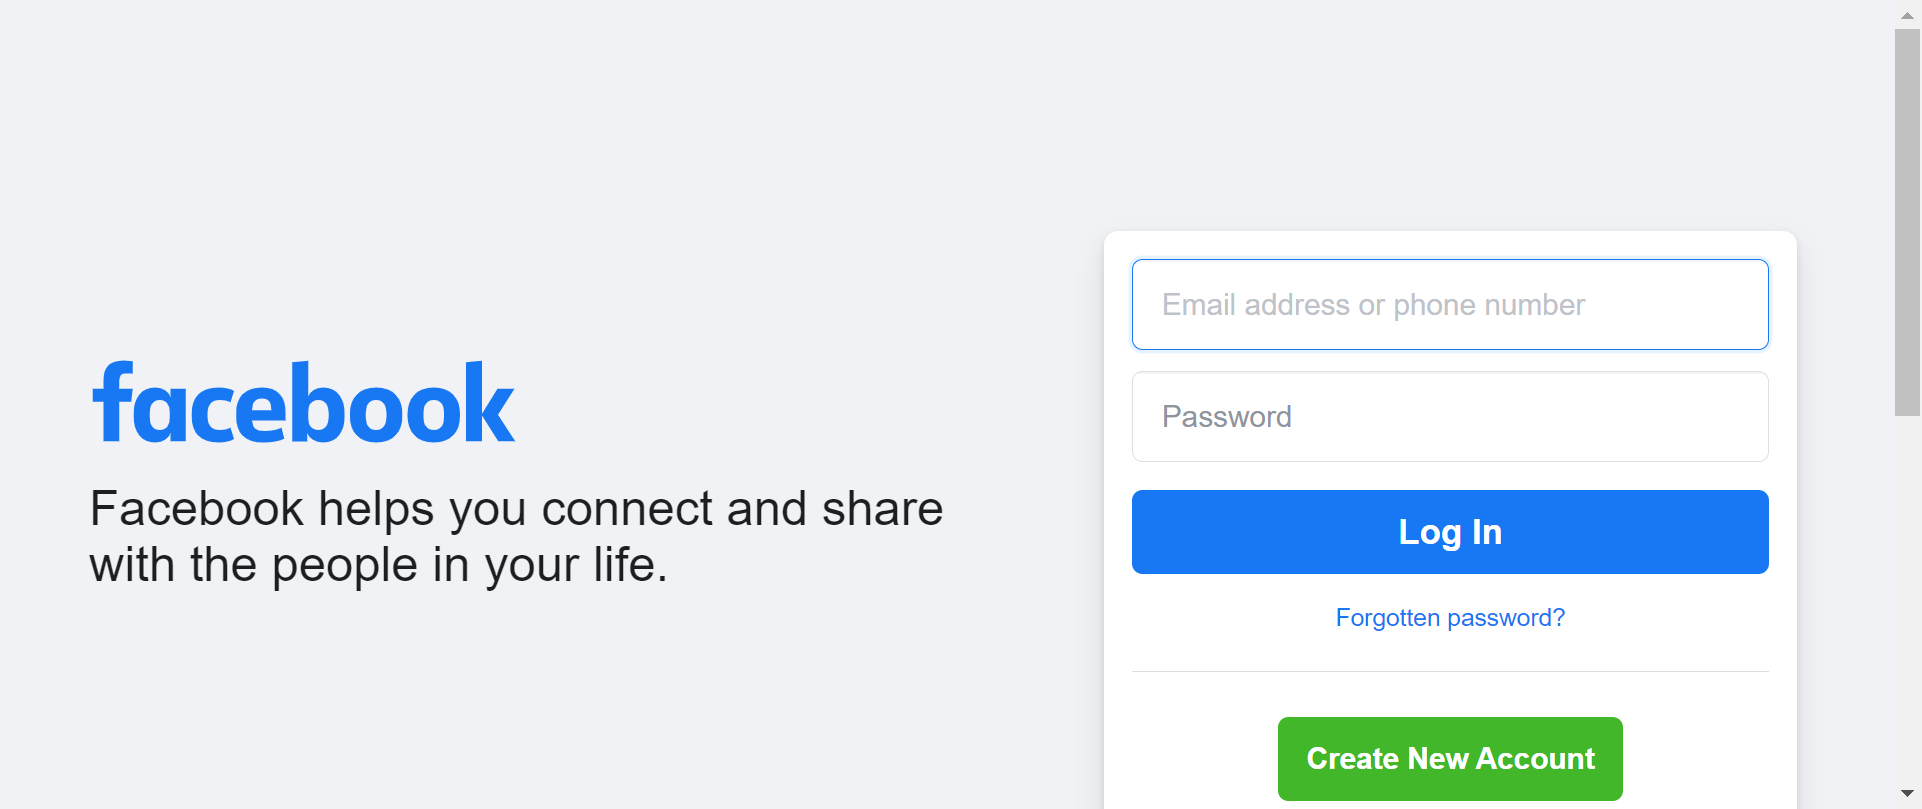 facebook
Facebook helps you connect and share
with the people in your life.
Email address or phone number
Password
Log In
Forgotten password?
Create New Account